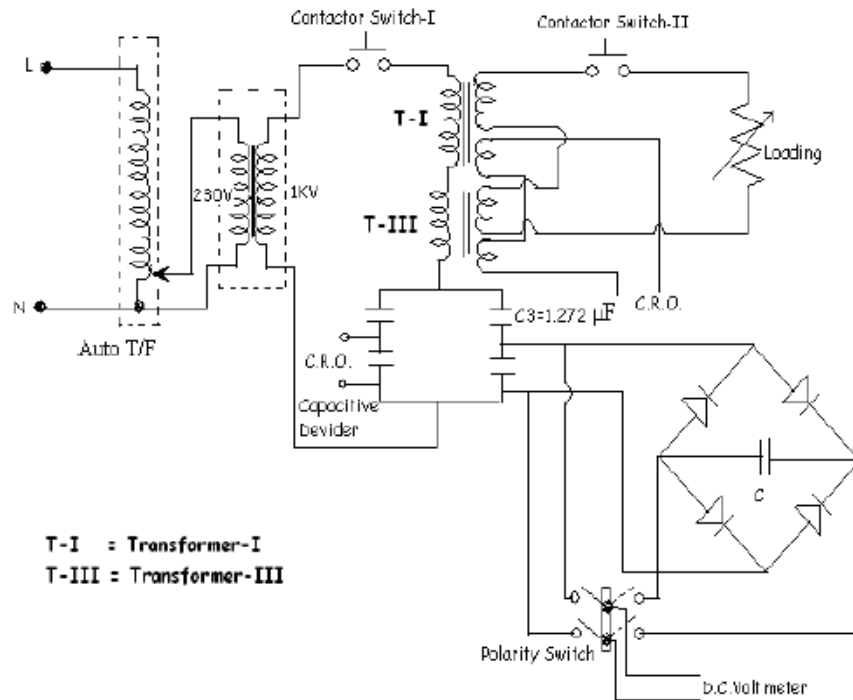 Contactor Switch-I
Contactor Switch-II
L
T-I
Loading
230V
1KV
T-III
N
C3=1.272 µF
C.R.O.
Auto T/F
C.R.O.
Capacitive
Devider
C
T-I = Transformer-I
T-III = Transformer-III
Polarity Switch
D.C.Volt meter